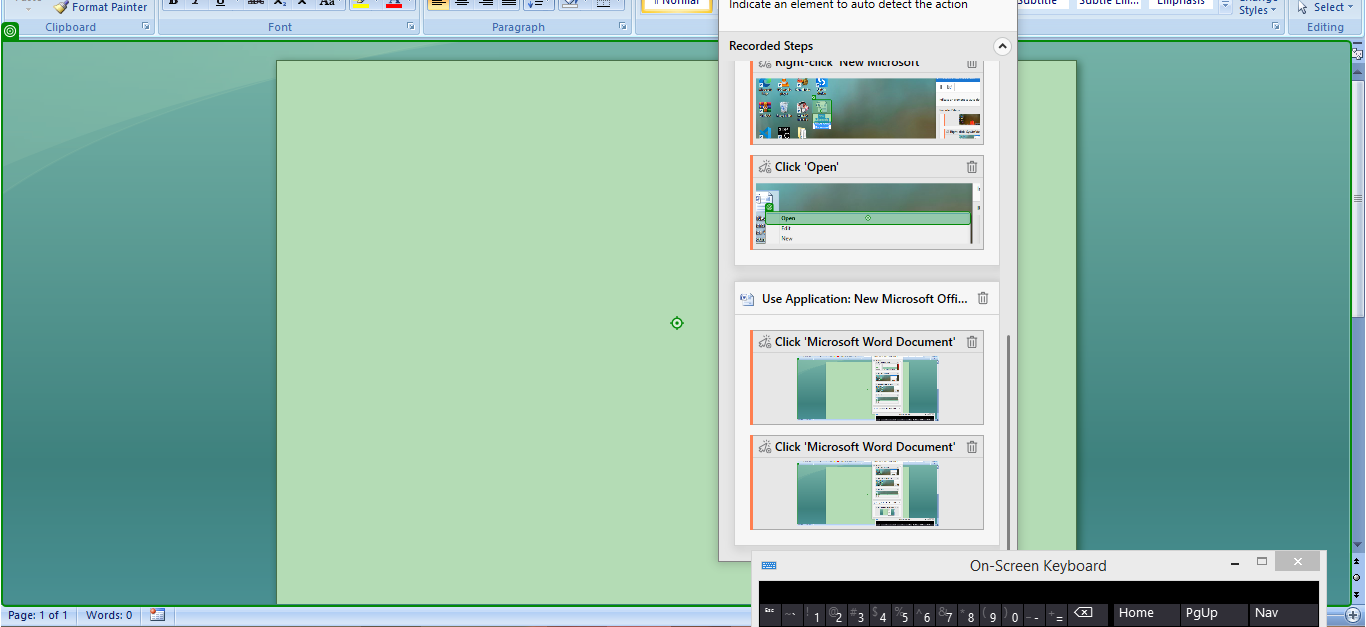 Format Painter
Clipboard
Font
Paragraph
Normal
Subtitle
Subtle Em...
Emphasis
Change
Styles
Select
Editing
Indicate an element to auto detect the action
Recorded Steps
Right-click 'New Microsoft
Click 'Open'
Open
Edit
New
Use Application: New Microsoft Offi...
Click 'Microsoft Word Document'
Click 'Microsoft Word Document'
On-Screen Keyboard
Esc ~ ` ! 1 @ 2 # 3 $ 4 % 5 ^ 6 & 7 * 8 ( 9 ) 0 _ - + = Home PgUp Nav
Page: 1 of 1 Words: 0